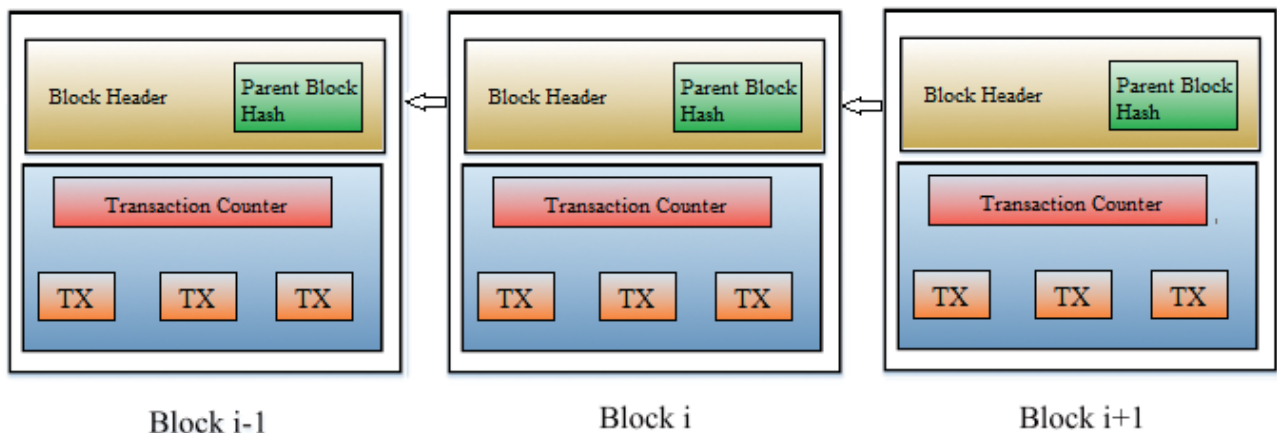 Block Header
Parent Block
Hash
Transaction Counter
TX TX TX
Block i-1
Block Header
Parent Block
Hash
Transaction Counter
TX TX TX
Block i
Block Header
Parent Block
Hash
Transaction Counter
TX TX TX
Block i+1